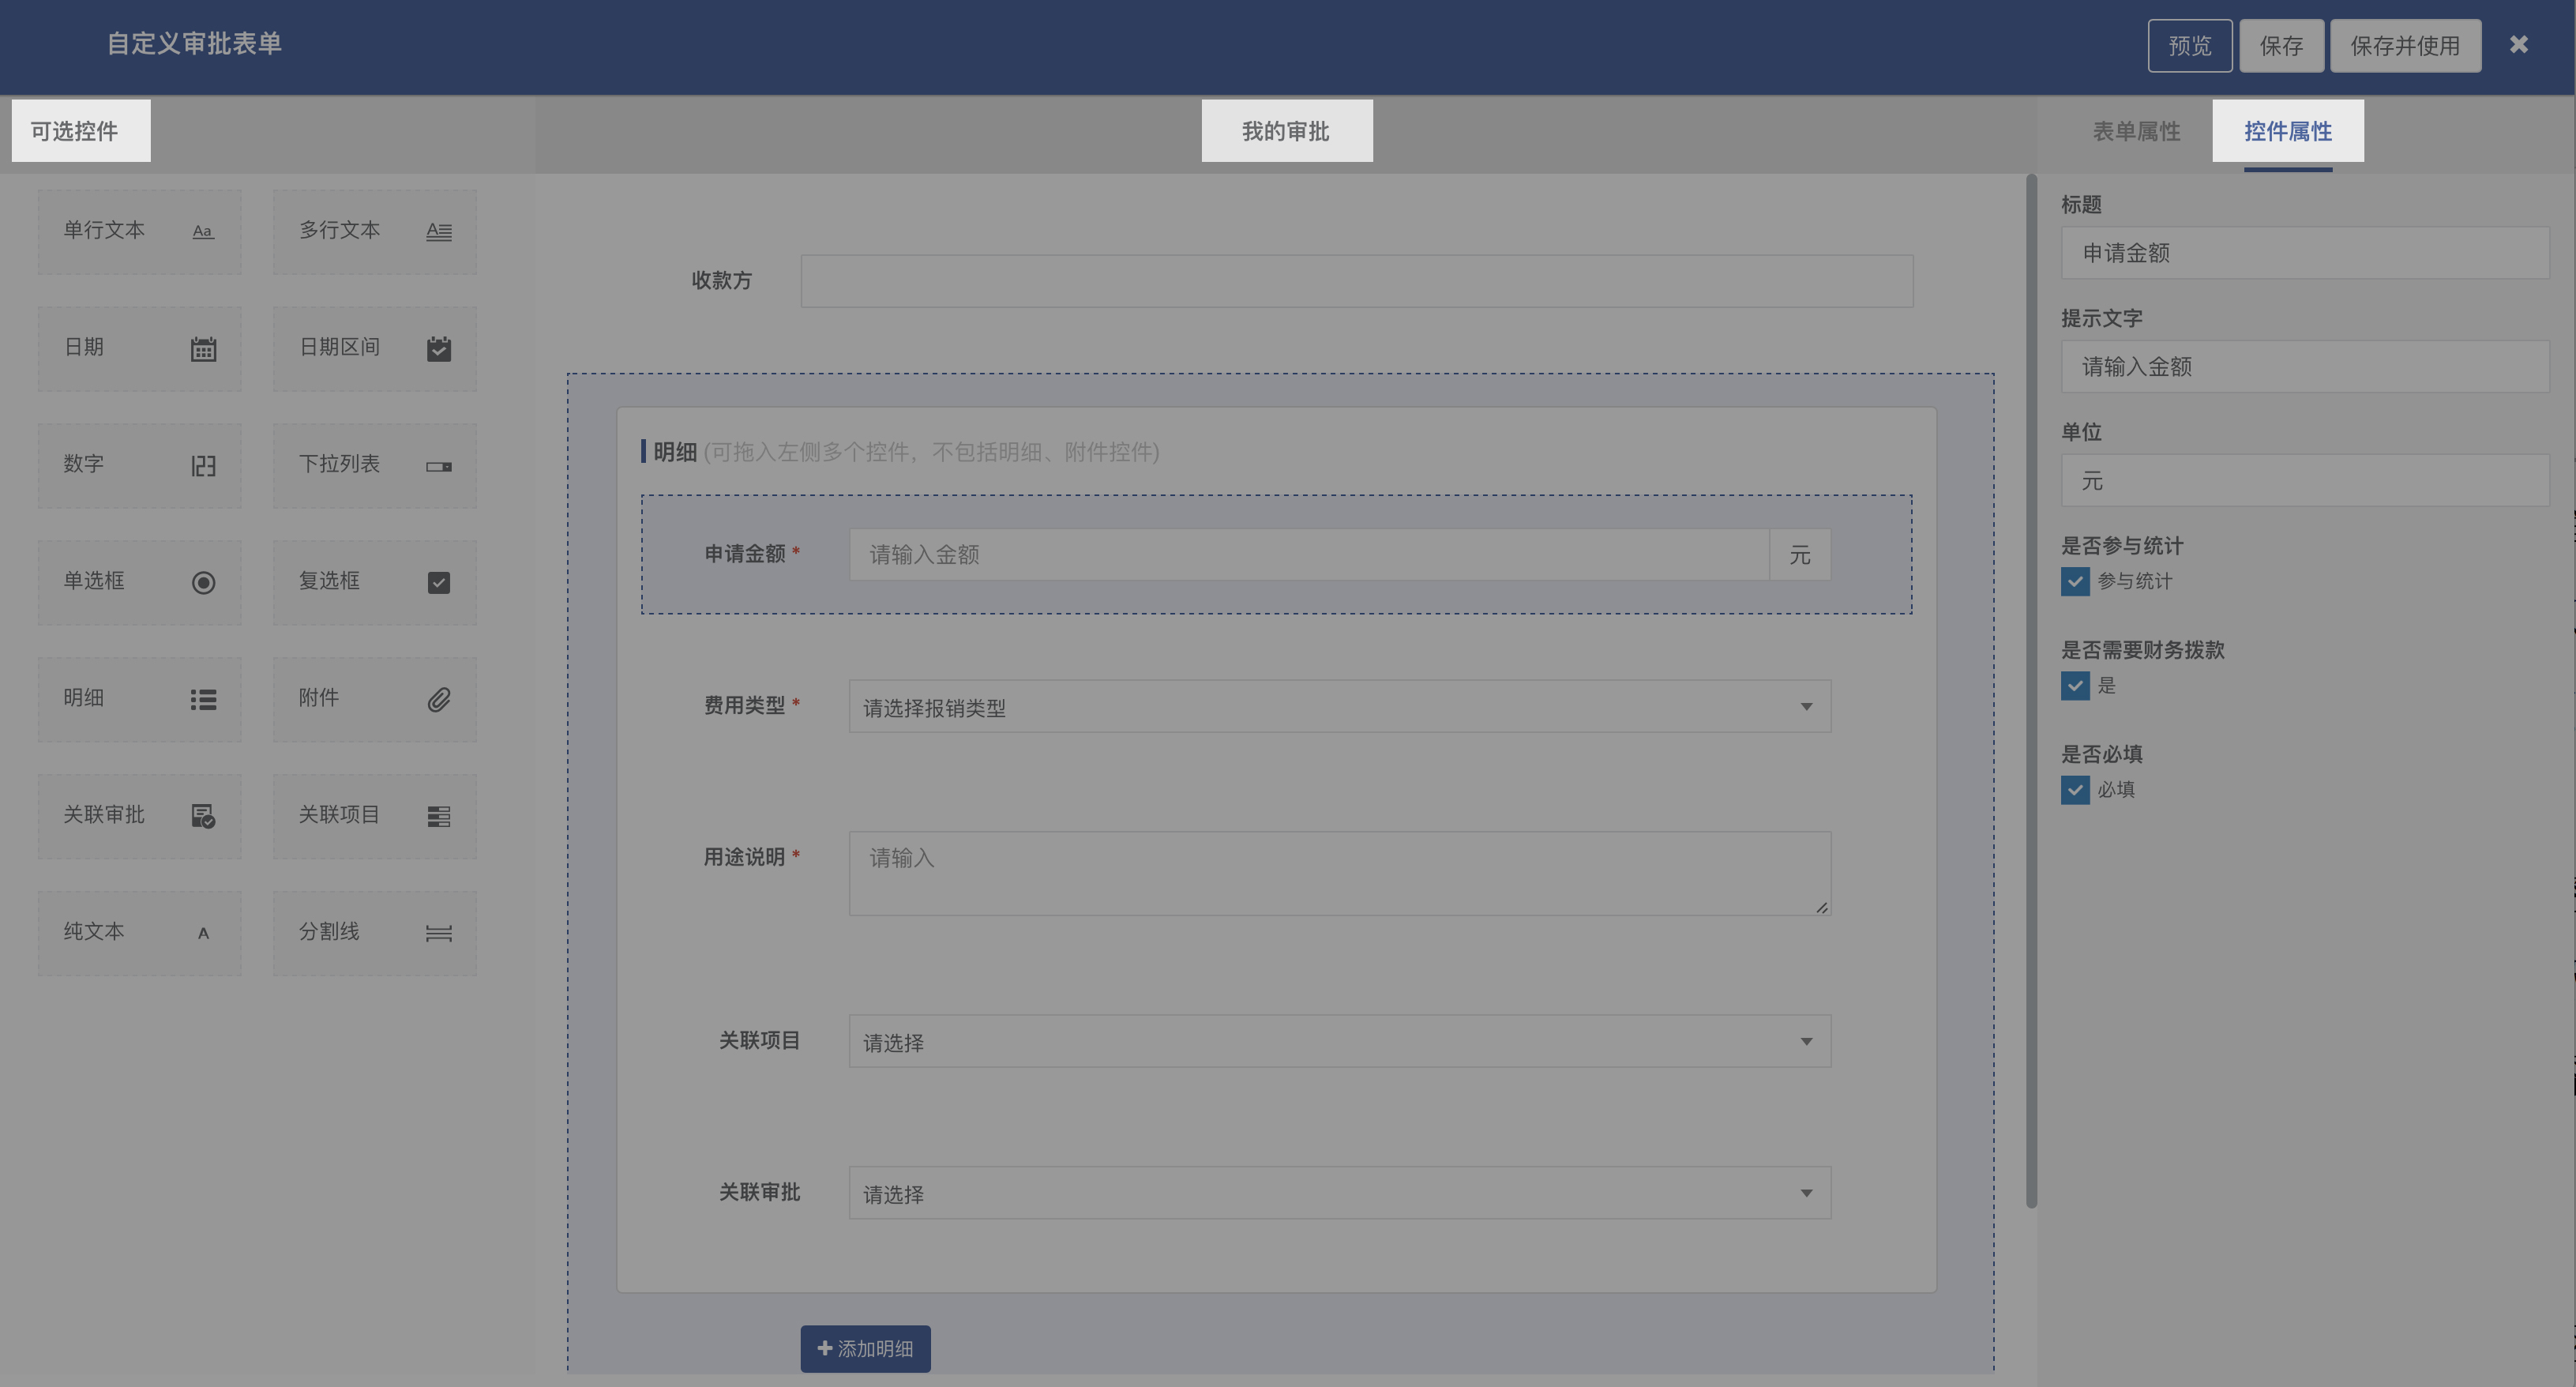 自定义审批表单
预览
保存
保存并使用
可选控件
我的审批
表单属性
控件属性
单行文本
Aa
多行文本
A
日期
日期区间
数字
123
下拉列表
单选框
复选框
明细
附件
关联审批
关联项目
纯文本
A
分割线
收款方
明细 (可拖入左侧多个控件，不包括明细、附件控件)
申请金额 *
请输入金额
元
费用类型 *
请选择报销类型
用途说明 *
请输入
关联项目
请选择
关联审批
请选择
添加明细
标题
申请金额
提示文字
请输入金额
单位
元
是否参与统计
参与统计
是否需要财务拨款
是
是否必填
必填